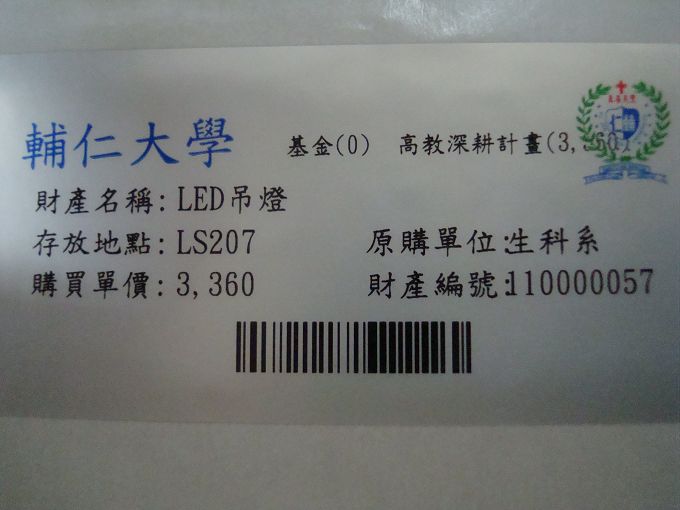 輔仁大學 基金(0) 高教深耕計畫(3,360)
財產名稱: LED吊燈
存放地點: LS207 原購單位:生科系
購買單價: 3,360 財產編號:110000057